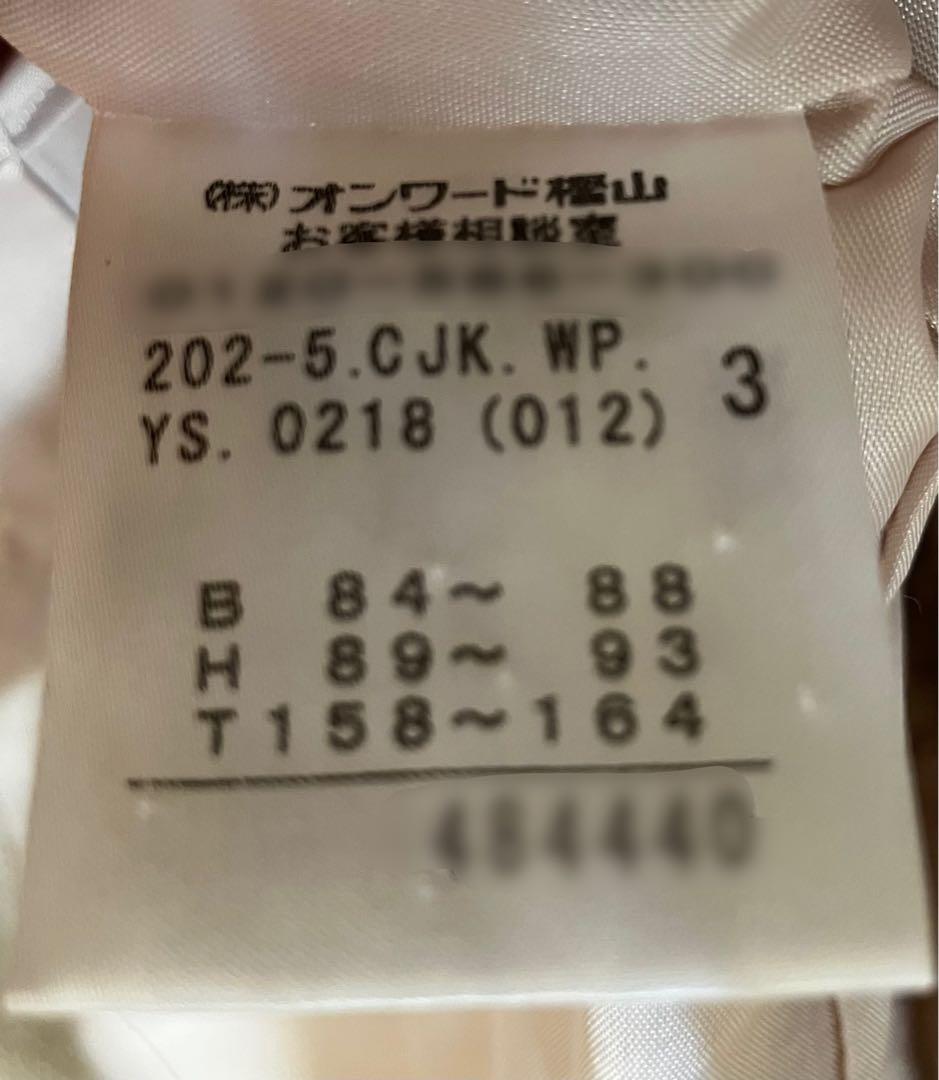 (株)オンワード樫山
お客様相談室
202-5.CJK.WP. 3
YS.0218(012)
B 84~ 88
H 89~ 93
T158~164